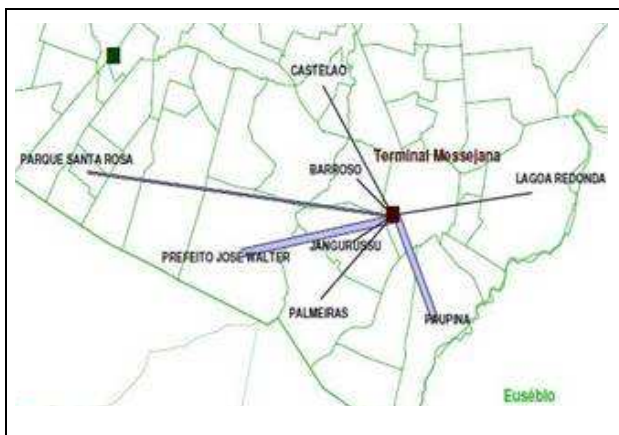 CASTELAO
Terminal Messejana
PARQUE SANTA ROSA
BARROSO
LAGOA REDONDA
JANGURUSSU
PREFEITO JOSE WALTER
PALMEIRAS
PAUPINA
Eusébio